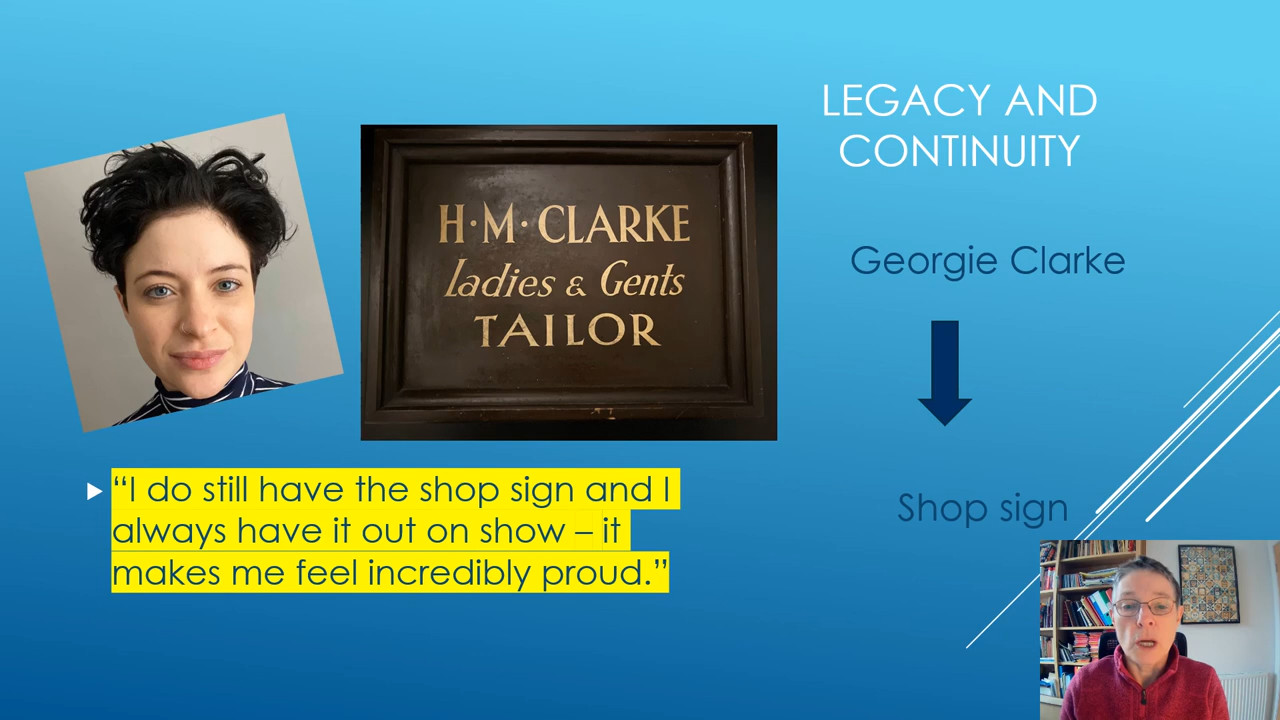 LEGACY AND
CONTINUITY
H·M·CLARKE
Ladies & Gents
TAILOR
Georgie Clarke
Shop sign
“I do still have the shop sign and I
always have it out on show – it
makes me feel incredibly proud.”